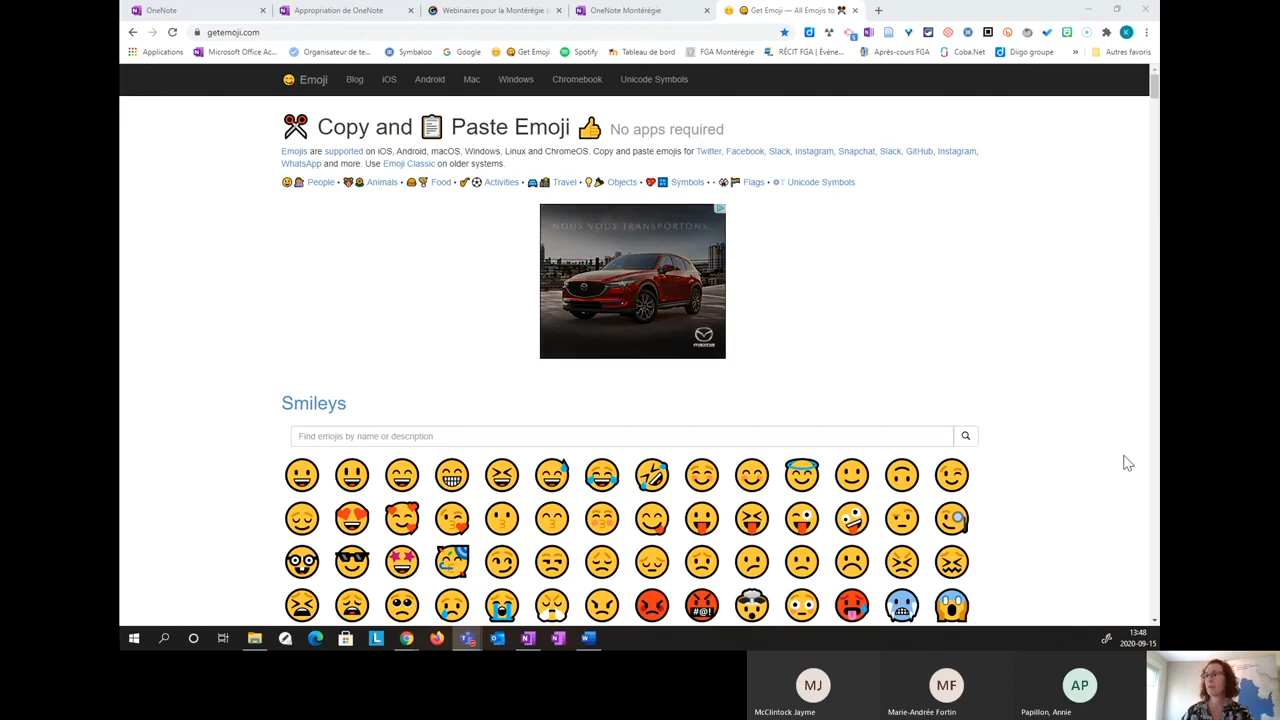 OneNote Appropriation de OneNote Webinaires pour la Montérégie OneNote Montérégie Get Emoji — All Emojis to
getemoji.com
Applications Microsoft Office Ac... Organisateur de te... Symbaloo Google Get Emoji Spotify Tableau de bord FGA Montérégie RÉCIT FGA | Évène... Après-cours FGA Coba.Net Diigo groupe » Autres favoris
Emoji Blog iOS Android Mac Windows Chromebook Unicode Symbols
Copy and Paste Emoji No apps required
Emojis are supported on iOS, Android, macOS, Windows, Linux and ChromeOS. Copy and paste emojis for Twitter, Facebook, Slack, Instagram, Snapchat, Slack, GitHub, Instagram,
WhatsApp and more. Use Emoji Classic on older systems.
People • Animals • Food • Activities • Travel • Objects • Symbols • • Flags • Unicode Symbols
NOUS VOUS TRANSPORTONS...
mazda
Smileys
Find emojis by name or description
#@!
13:48
2020-09-15
MJ MF AP
McClintock Jayme Marie-Andrée Fortin Papillon, Annie